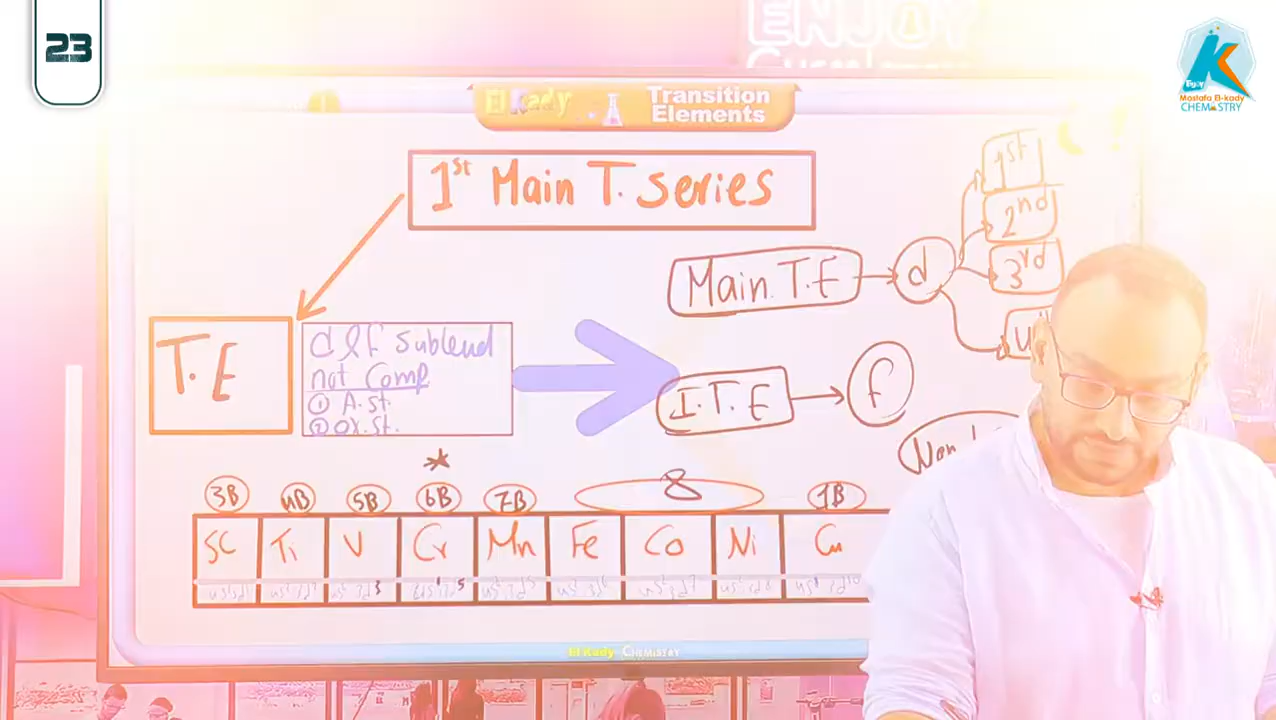 23
ENJOY
CHEMISTRY
K
Mostafa El-kady
CHEMISTRY
El Kady
Transition
Elements
1st Main T. series
1st
2nd
3rd
Main T.E
d
T.E
d & f sublevel
not Comp
① A.st.
② ox.st.
I.T.E
f
3B 4B 5B 6B 7B 8 1B
Sc Ti V Cr Mn Fe Co Ni Cu
El Kady CHEMISTRY